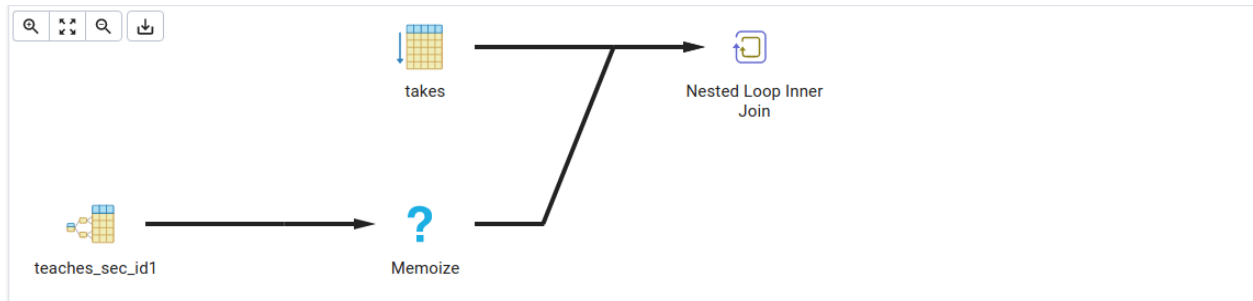 takes
Nested Loop Inner
Join
?
teaches_sec_id1
Memoize